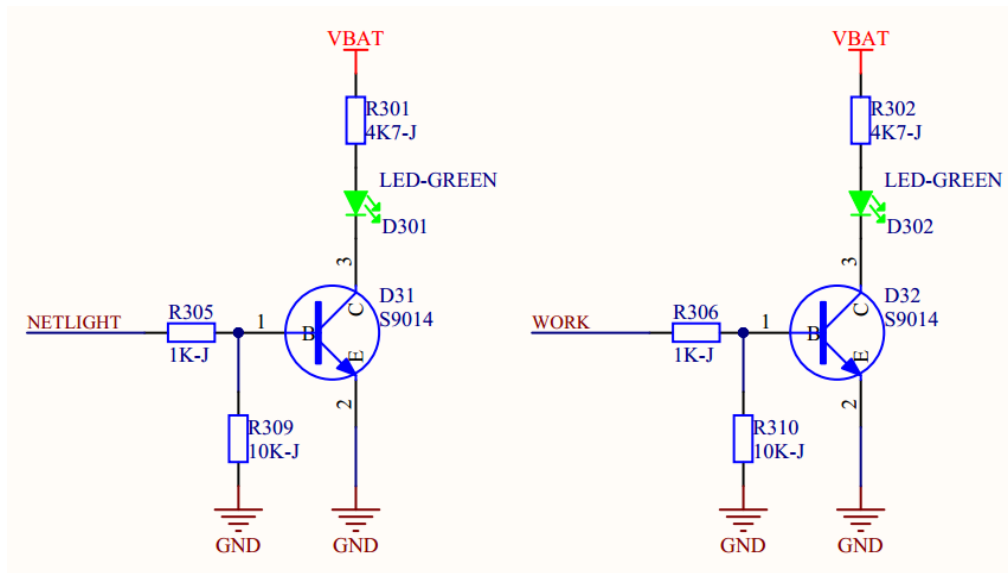 VBAT
R301
4K7-J
LED-GREEN
D301
3
D31
S9014
C
B
E
1
2
NETLIGHT
R305
1K-J
R309
10K-J
GND
GND
VBAT
R302
4K7-J
LED-GREEN
D302
3
D32
S9014
C
B
E
1
2
WORK
R306
1K-J
R310
10K-J
GND
GND